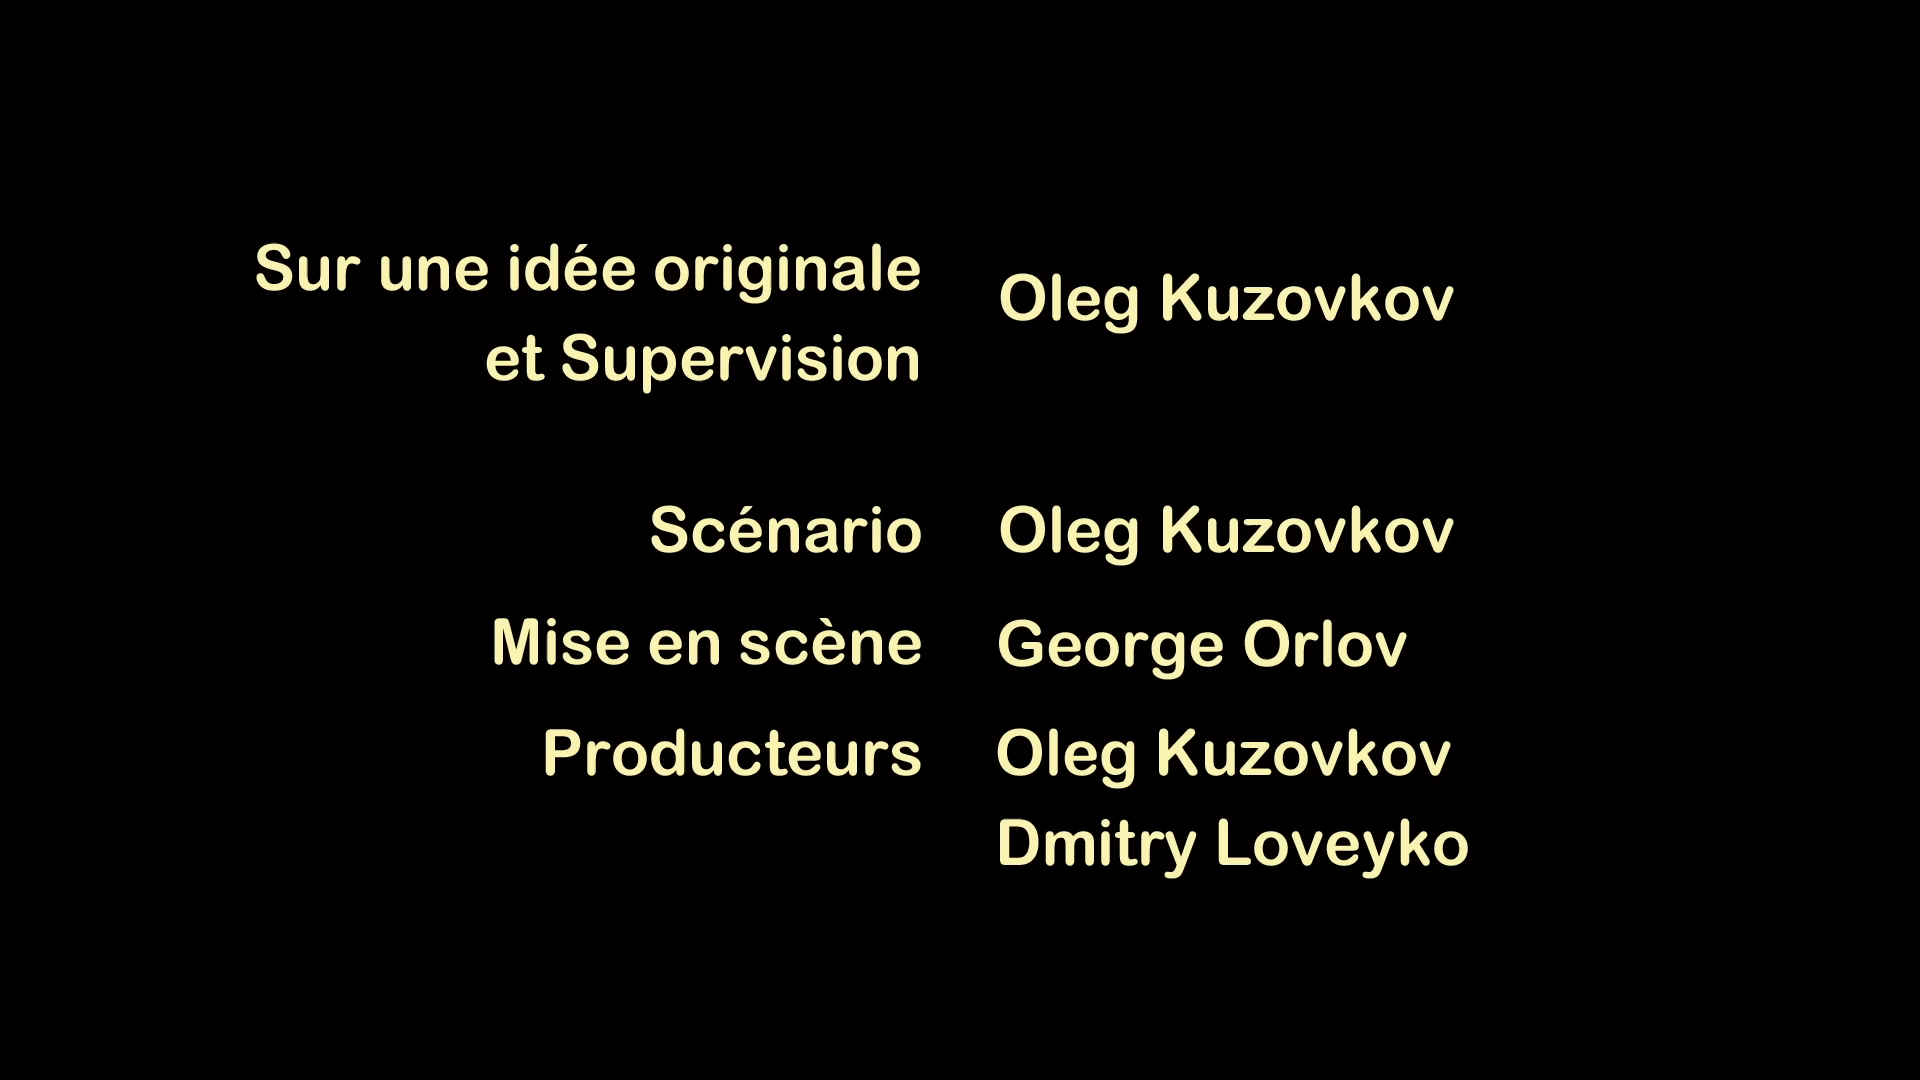 Sur une idée originale
et Supervision
Oleg Kuzovkov
Scénario Oleg Kuzovkov
Mise en scène George Orlov
Producteurs Oleg Kuzovkov
Dmitry Loveyko